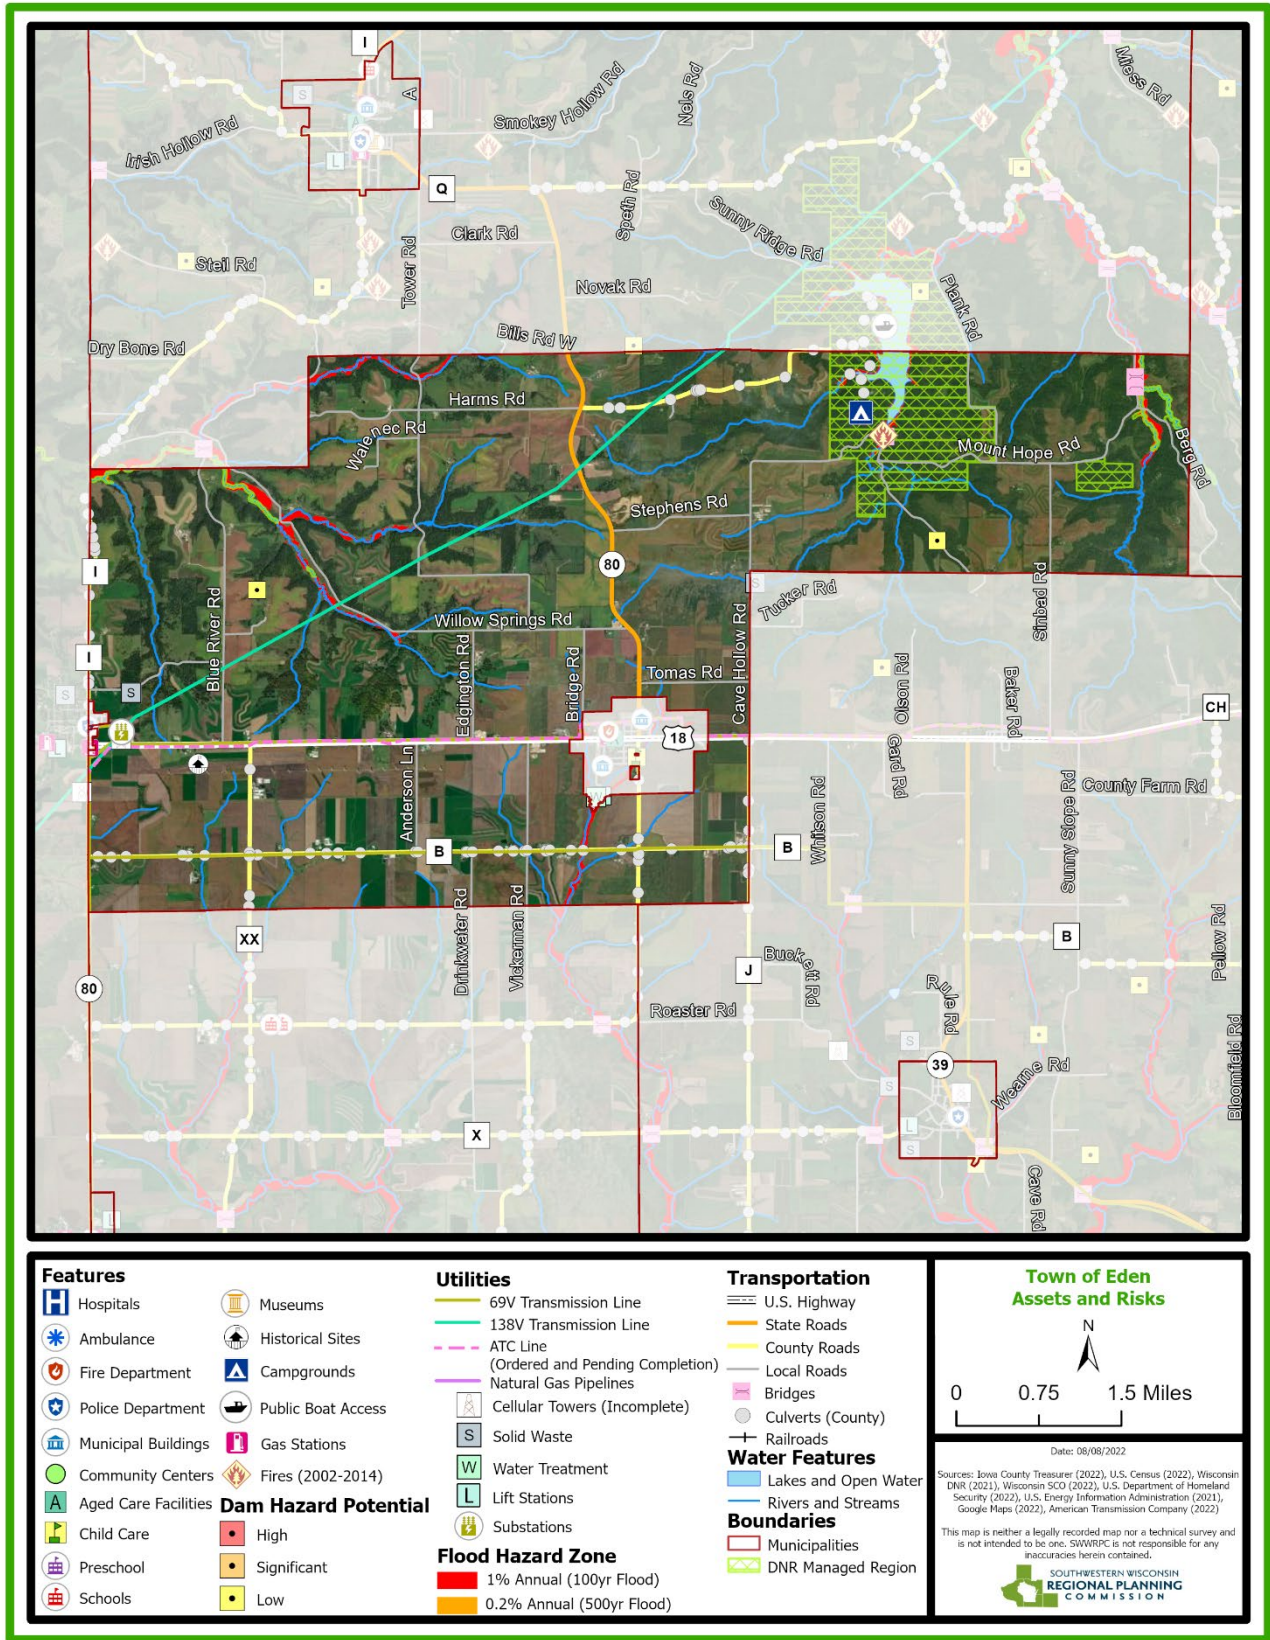 I
A
S
Irish Hollow Rd
Smokey Hollow Rd
Nels Rd
Miess Rd
L
Q
Speth Rd
Sunny Ridge Rd
Clark Rd
Steil Rd
Tower Rd
Novak Rd
Plank Rd
Dry Bone Rd
Bills Rd W
Harms Rd
Walenec Rd
Mount Hope Rd
Berg Rd
Stephens Rd
80
I
S
Tucker Rd
Sinbad Rd
Blue River Rd
Willow Springs Rd
Edgington Rd
Bridge Rd
Tomas Rd
Cave Hollow Rd
I
S
S
Olson Rd
Baker Rd
CH
18
L
Gard Rd
Anderson Ln
Whitson Rd
Sunny Slope Rd
County Farm Rd
W
B
B
Drinkwater Rd
Vickerman Rd
XX
B
Pellow Rd
80
J
Buckett Rd
Rule Rd
Roaster Rd
Bloomfield Rd
S
39
Wearne Rd
S
X
L
S
Cave Rd
L
Features
H Hospitals
Ambulance
Fire Department
Police Department
Municipal Buildings
Community Centers
A Aged Care Facilities
Child Care
Preschool
Schools
Museums
Historical Sites
Campgrounds
Public Boat Access
Gas Stations
Fires (2002-2014)
Dam Hazard Potential
High
Significant
Low
Utilities
69V Transmission Line
138V Transmission Line
ATC Line
(Ordered and Pending Completion)
Natural Gas Pipelines
Cellular Towers (Incomplete)
S Solid Waste
W Water Treatment
L Lift Stations
Substations
Flood Hazard Zone
1% Annual (100yr Flood)
0.2% Annual (500yr Flood)
Transportation
U.S. Highway
State Roads
County Roads
Local Roads
Bridges
Culverts (County)
Railroads
Water Features
Lakes and Open Water
Rivers and Streams
Boundaries
Municipalities
DNR Managed Region
Town of Eden
Assets and Risks
N
0 0.75 1.5 Miles
Date: 08/08/2022
Sources: Iowa County Treasurer (2022), U.S. Census (2022), Wisconsin
DNR (2021), Wisconsin SCO (2022), U.S. Department of Homeland
Security (2022), U.S. Energy Information Administration (2021),
Google Maps (2022), American Transmission Company (2022)
This map is neither a legally recorded map nor a technical survey and
is not intended to be one. SWWRPC is not responsible for any
inaccuracies herein contained.
SOUTHWESTERN WISCONSIN
REGIONAL PLANNING
COMMISSION